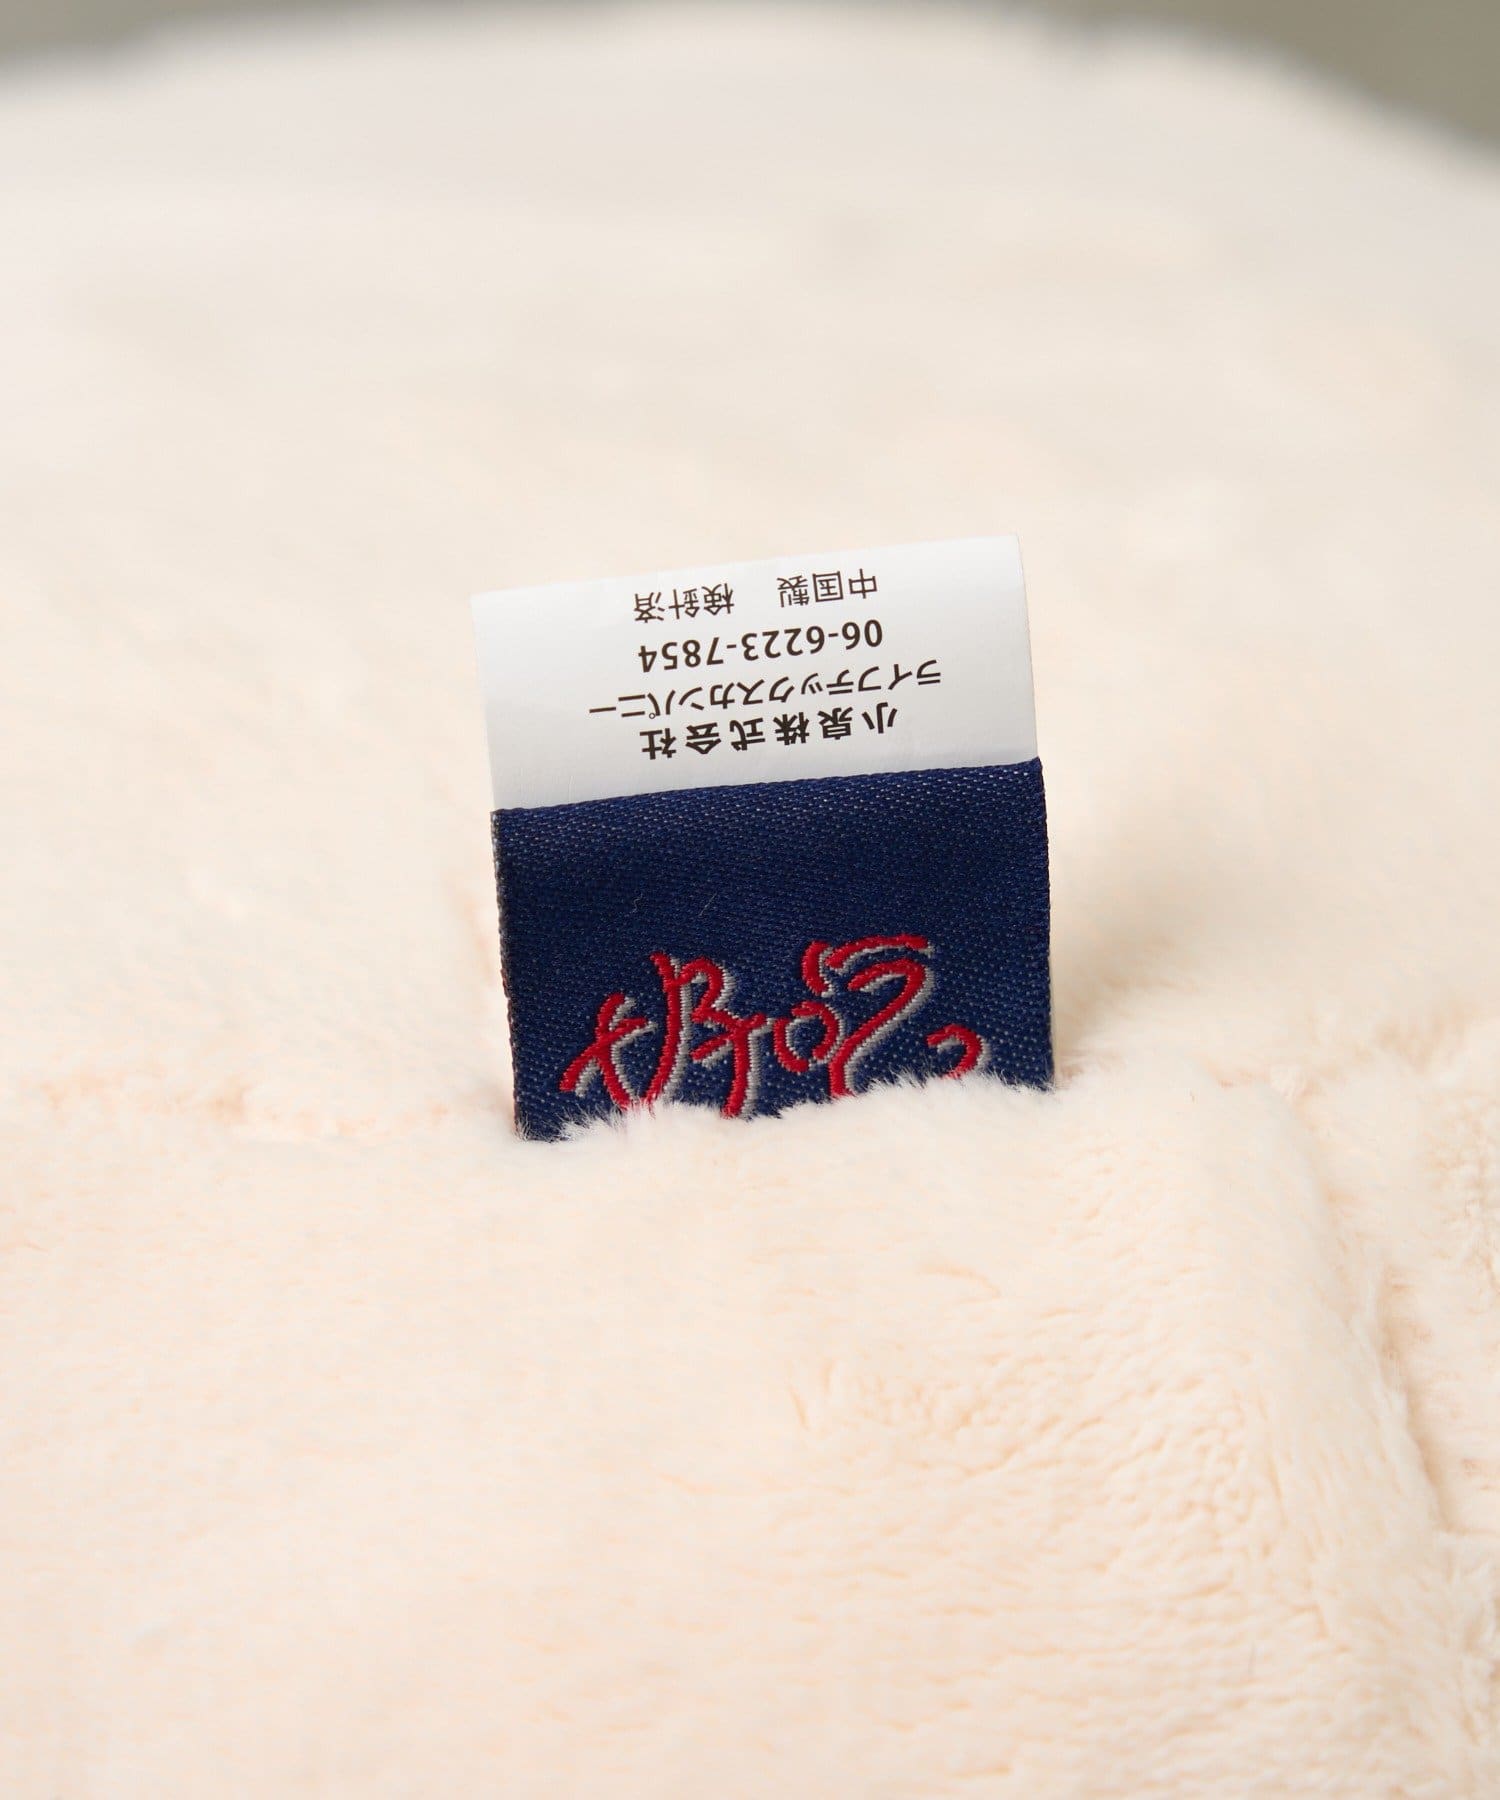 小泉株式会社
ライフテックスカンパニー
06-6223-7854
中国製 検針済